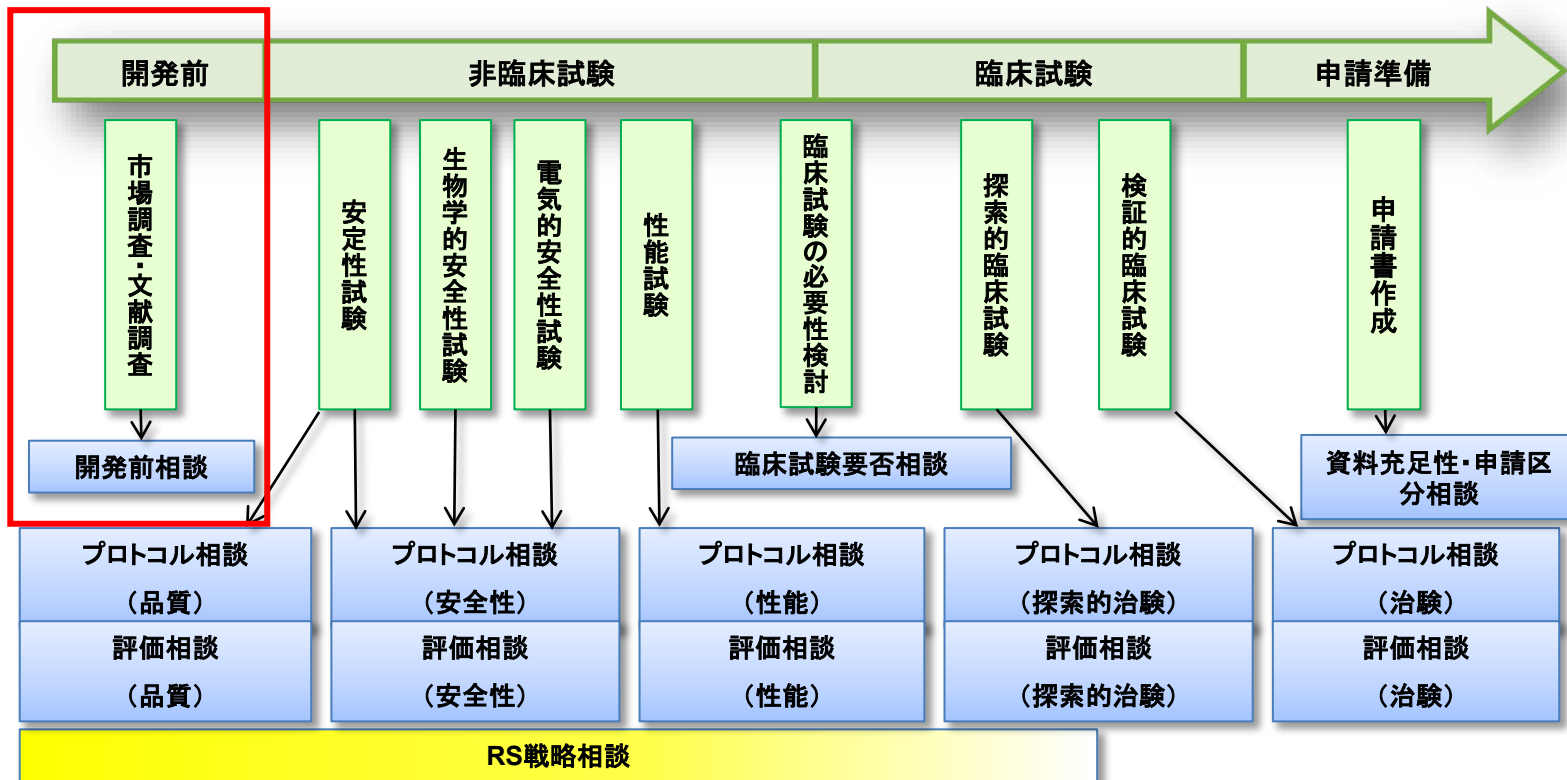 開発前
非臨床試験
臨床試験
申請準備
市場調査・文献調査
安定性試験
生物学的安全性試験
電気的安全性試験
性能試験
臨床試験の必要性検討
探索的臨床試験
検証的臨床試験
申請書作成
開発前相談
臨床試験要否相談
資料充足性・申請区
分相談
プロトコル相談
（品質）
プロトコル相談
（安全性）
プロトコル相談
（性能）
プロトコル相談
（探索的治験）
プロトコル相談
（治験）
評価相談
（品質）
評価相談
（安全性）
評価相談
（性能）
評価相談
（探索的治験）
評価相談
（治験）
RS戦略相談